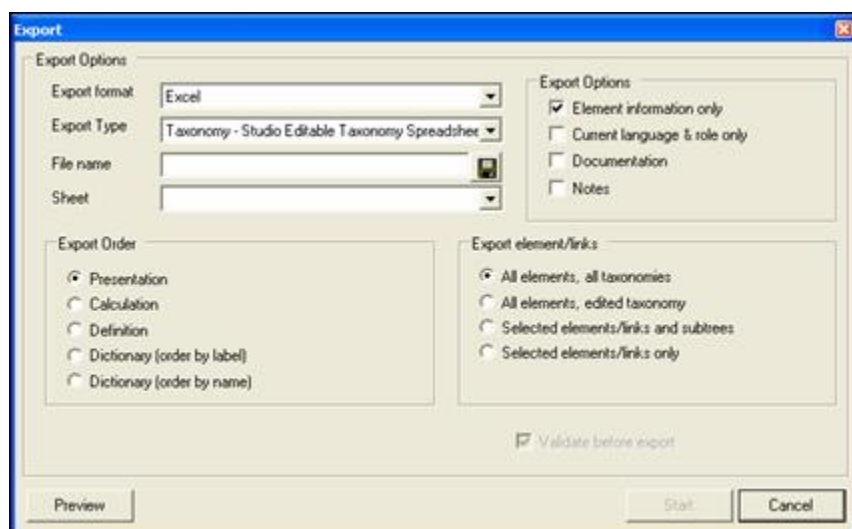 Export
Export Options
Export format
Excel
Export Type
Taxonomy - Studio Editable Taxonomy Spreadshee
File name
Sheet
Export Options
Element information only
Current language & role only
Documentation
Notes
Export Order
Presentation
Calculation
Definition
Dictionary (order by label)
Dictionary (order by name)
Export element/links
All elements, all taxonomies
All elements, edited taxonomy
Selected elements/links and subtrees
Selected elements/links only
Validate before export
Preview
Start
Cancel